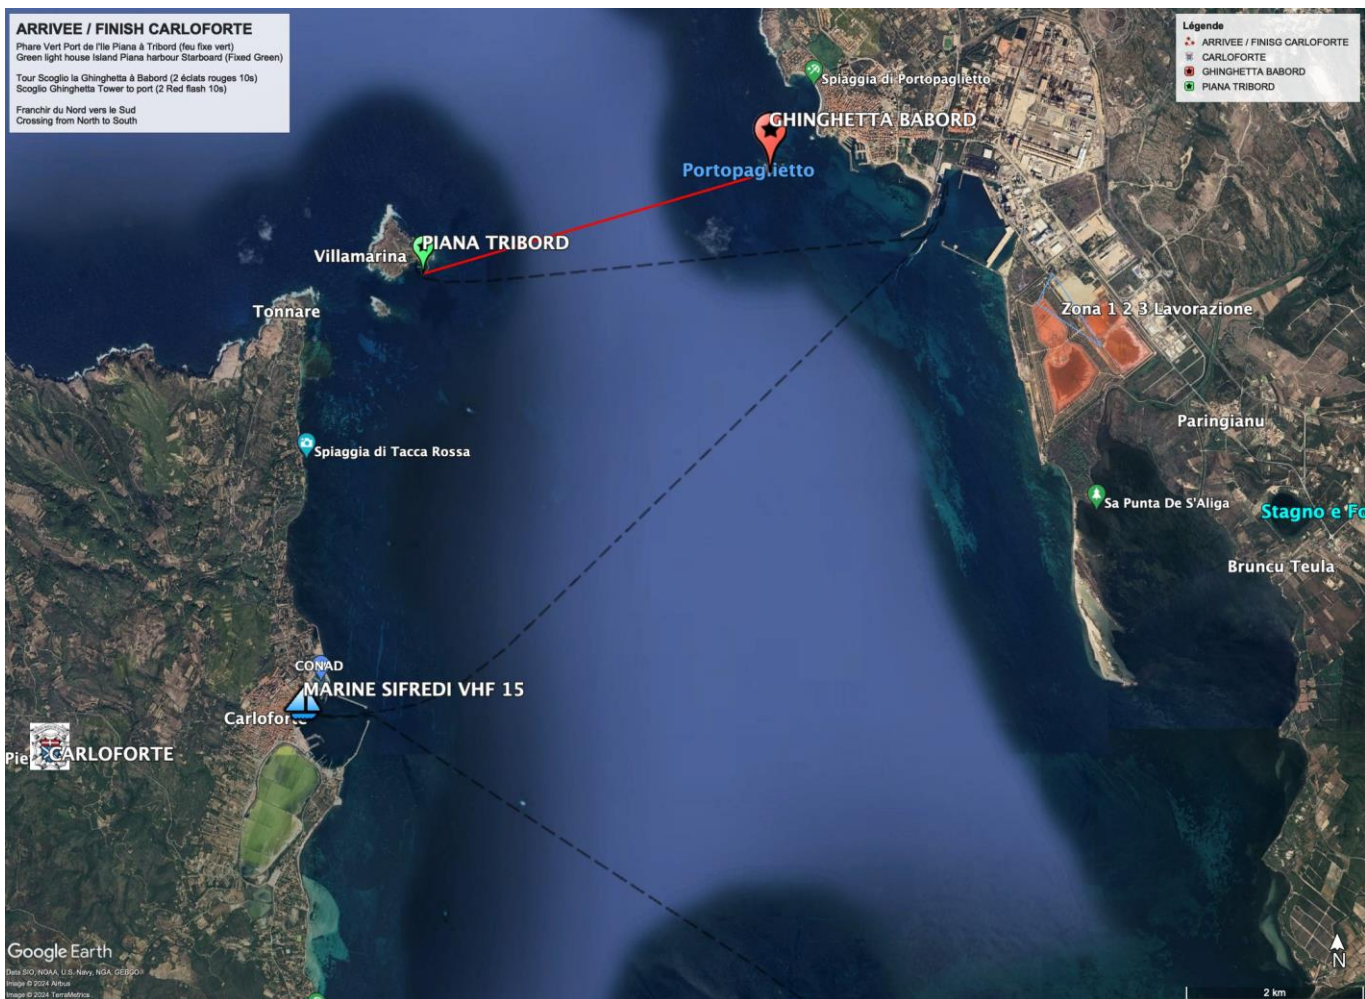 ARRIVEE / FINISH CARLOFORTE
Phare Vert Port de l'Ile Piana à Tribord (feu fixe vert)
Green light house Island Piana harbour Starboard (Fixed Green)
Tour Scoglio la Ghinghetta à Babord (2 éclats rouges 10s)
Scoglio Ghinghetta Tower to port (2 Red flash 10s)
Franchir du Nord vers le Sud
Crossing from North to South
Légende
ARRIVEE / FINISG CARLOFORTE
CARLOFORTE
GHINGHETTA BABORD
PIANA TRIBORD
Spiaggia di Portopaglietto
GHINGHETTA BABORD
Portopaglietto
PIANA TRIBORD
Villamarina
Tonnare
Zona 1 2 3 Lavorazione
Paringianu
Spiaggia di Tacca Rossa
Sa Punta De S'Aliga
Stagno e Fo
Bruncu Teula
CONAD
MARINE SIFREDI VHF 15
Carloforte
Pie
CARLOFORTE
Google Earth
Data SIO, NOAA, U.S. Navy, NGA, GEBCO
Image © 2024 Airbus
Image © 2024 TerraMetrics
N
2 km